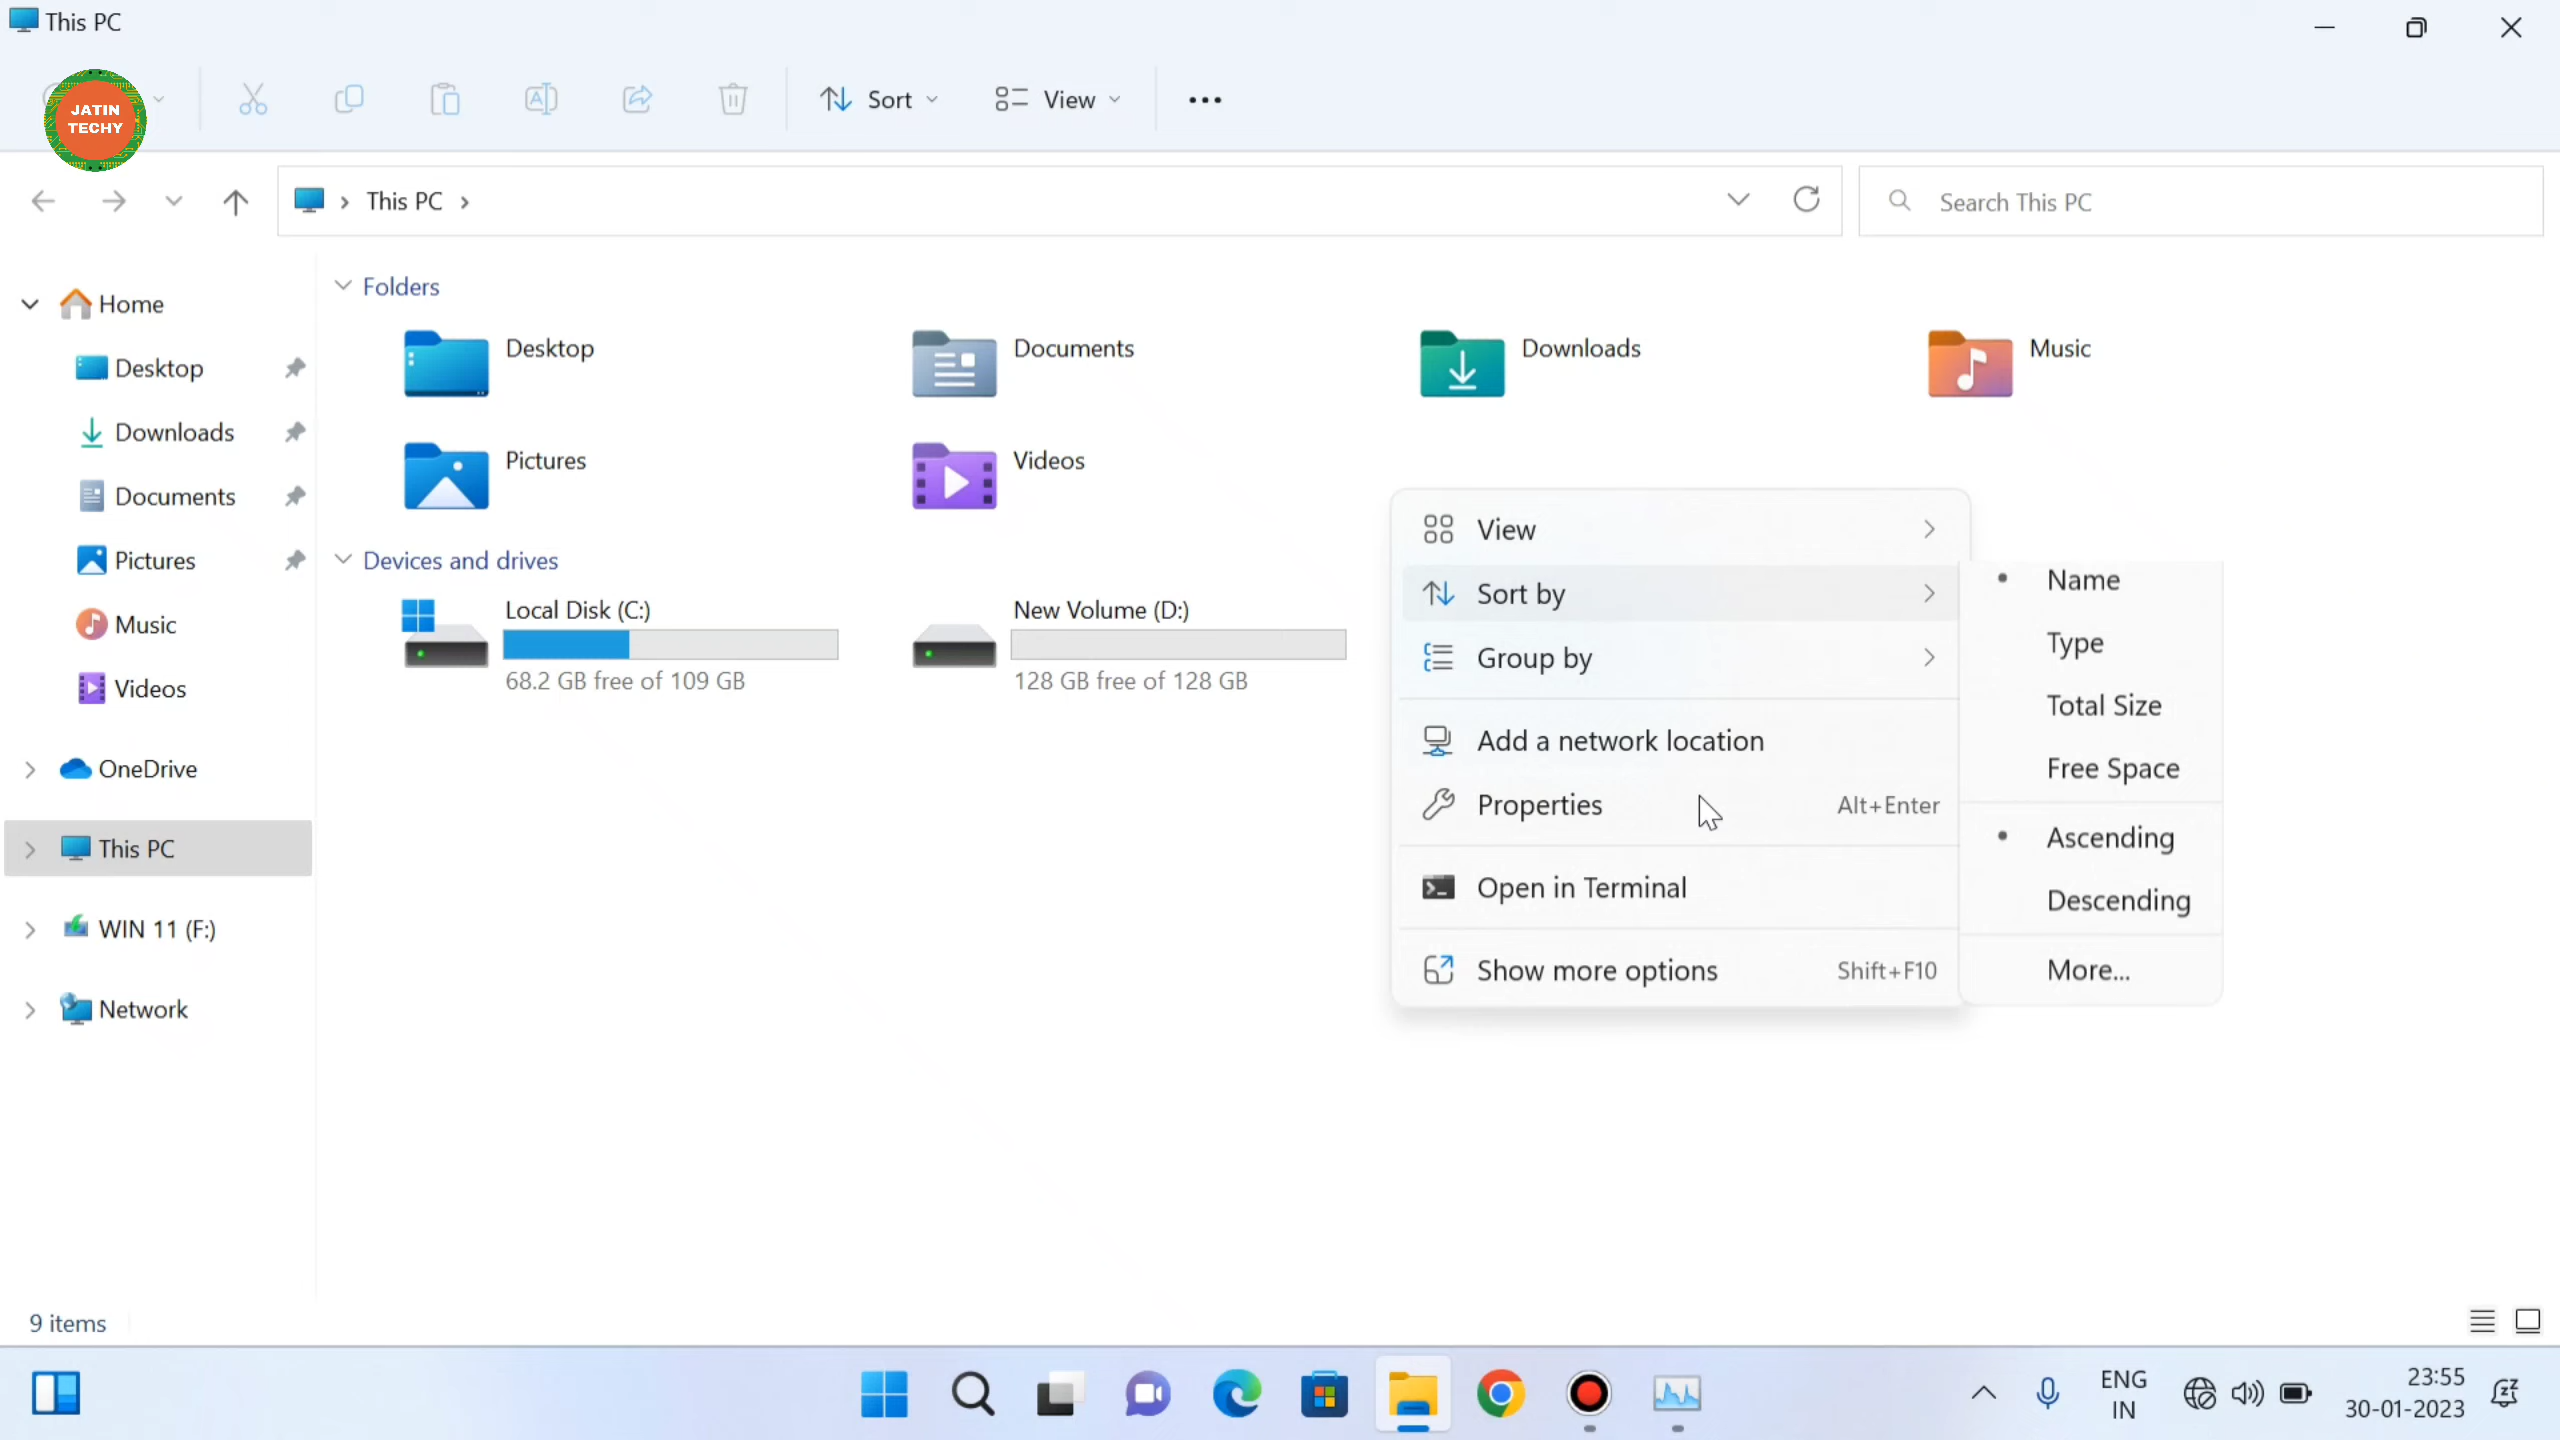 This PC
JATIN
TECHY
Sort
View
This PC
Search This PC
Home
Desktop
Downloads
Documents
Pictures
Music
Videos
OneDrive
This PC
WIN 11 (F:)
Network
Folders
Desktop
Documents
Downloads
Music
Pictures
Videos
Devices and drives
Local Disk (C:)
68.2 GB free of 109 GB
New Volume (D:)
128 GB free of 128 GB
View
Sort by
Group by
Add a network location
Properties Alt+Enter
Open in Terminal
Show more options Shift+F10
Name
Type
Total Size
Free Space
Ascending
Descending
More...
9 items
ENG
IN
23:55
30-01-2023